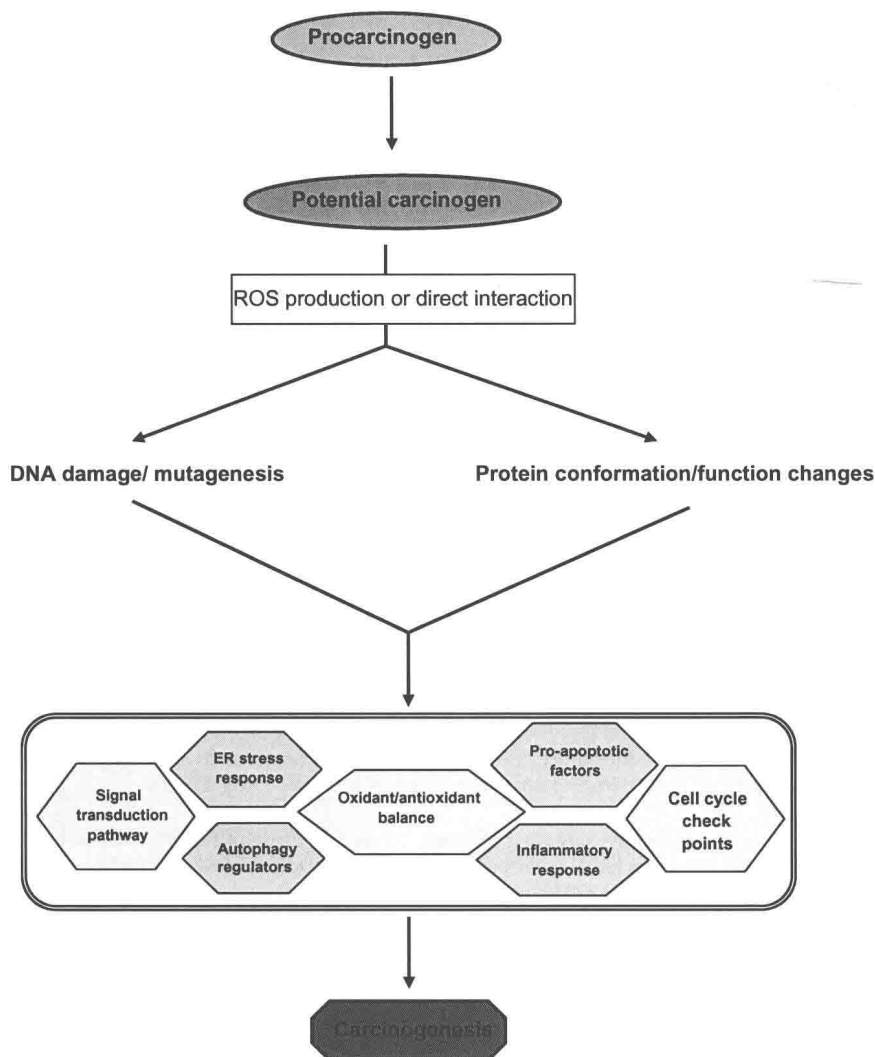 Procarcinogen
Potential carcinogen
ROS production or direct interaction
DNA damage/ mutagenesis
Protein conformation/function changes
Signal
transduction
pathway
ER stress
response
Autophagy
regulators
Oxidant/antioxidant
balance
Pro-apoptotic
factors
Inflammatory
response
Cell cycle
check
points
Carcinogenesis